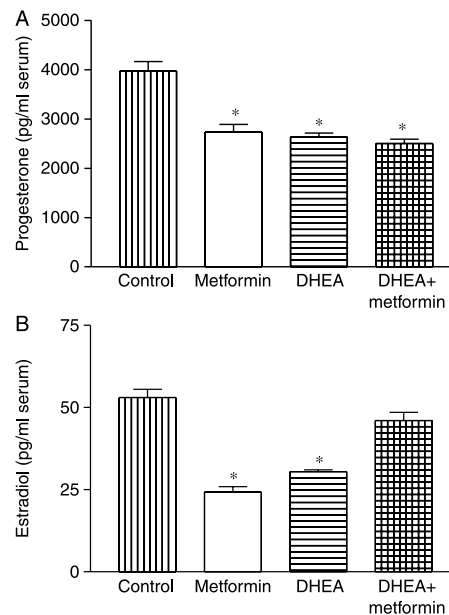 A
Progesterone (pg/ml serum)
5000
4000
3000
2000
1000
0
*
*
*
Control
Metformin
DHEA
DHEA+
metformin
B
Estradiol (pg/ml serum)
75
50
25
0
*
*
Control
Metformin
DHEA
DHEA+
metformin